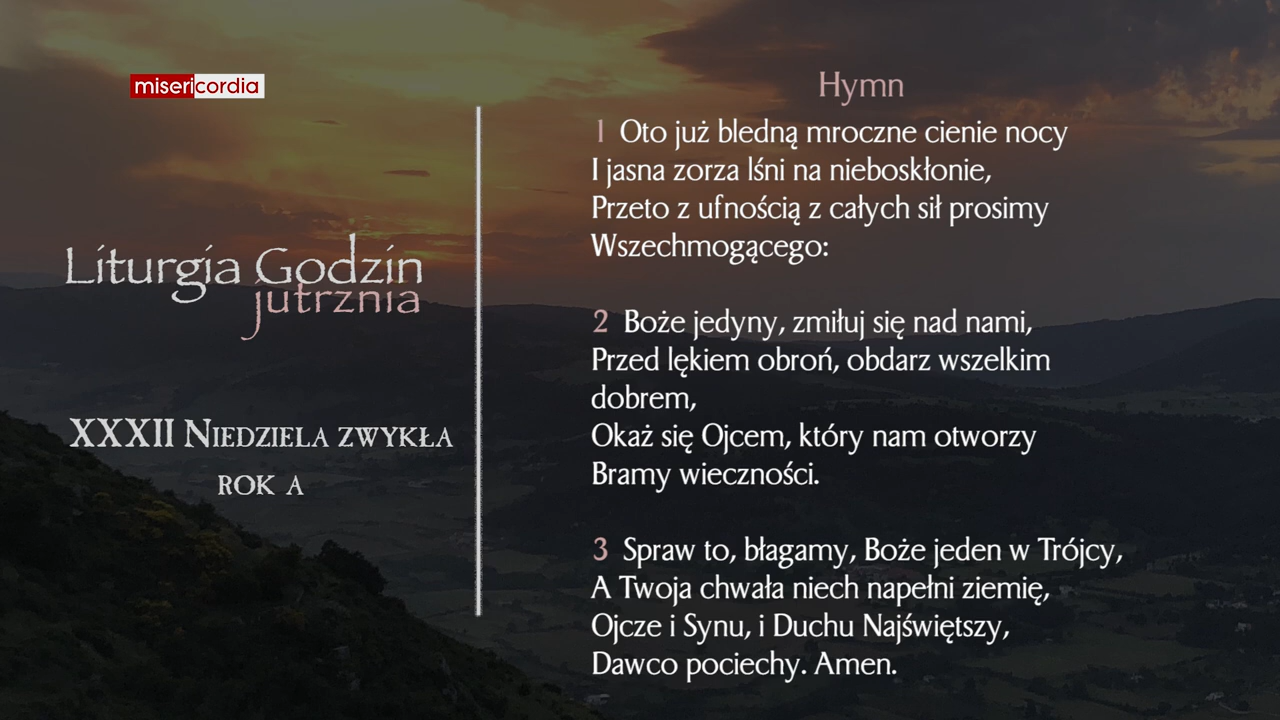 misericordia
Liturgia Godzin
jutrznia
XXXII Niedziela zwykła
rok a
Hymn
1 Oto już bledną mroczne cienie nocy
I jasna zorza lśni na nieboskłonie,
Przeto z ufnością z całych sił prosimy
Wszechmogącego:
2 Boże jedyny, zmiłuj się nad nami,
Przed lękiem obroń, obdarz wszelkim
dobrem,
Okaż się Ojcem, który nam otworzy
Bramy wieczności.
3 Spraw to, błagamy, Boże jeden w Trójcy,
A Twoja chwała niech napełni ziemię,
Ojcze i Synu, i Duchu Najświętszy,
Dawco pociechy. Amen.